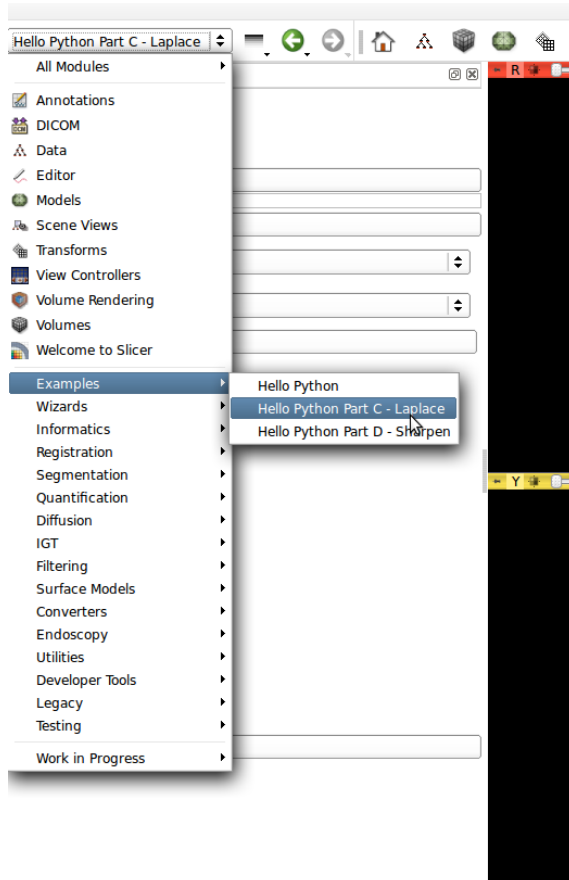 Hello Python Part C - Laplace
All Modules
R
Annotations
DICOM
Data
Editor
Models
Scene Views
Transforms
View Controllers
Volume Rendering
Volumes
Welcome to Slicer
Examples
Hello Python
Wizards
Hello Python Part C - Laplace
Informatics
Hello Python Part D - Sharpen
Registration
Segmentation
Y
Quantification
Diffusion
IGT
Filtering
Surface Models
Converters
Endoscopy
Utilities
Developer Tools
Legacy
Testing
Work in Progress